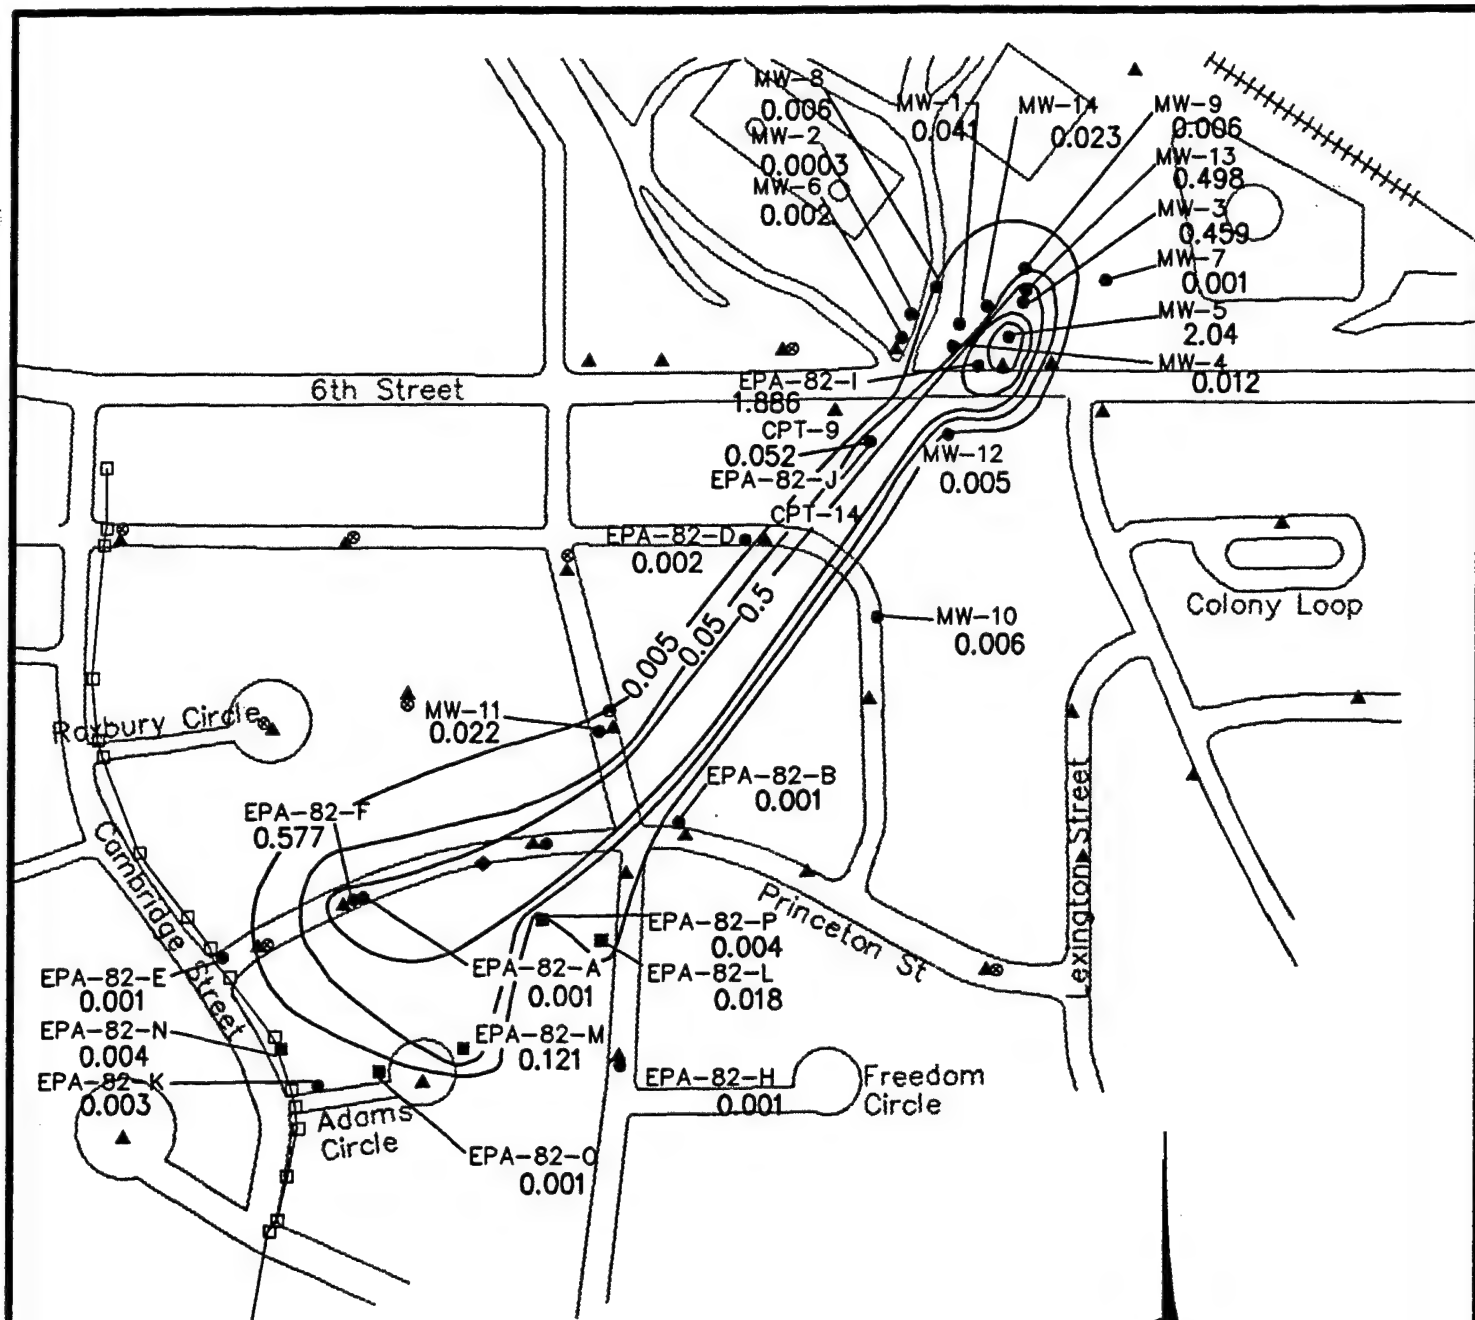 MW-8
0.006
MW-2
0.0003
MW-6
0.002
MW-1
0.041
MW-14
0.023
MW-9
0.006
MW-13
0.498
MW-3
0.459
MW-7
0.001
MW-5
2.04
MW-4
0.012
6th Street
EPA-82-I
1.886
CPT-9
0.052
EPA-82-J
MW-12
0.005
CPT-14
EPA-82-D
0.002
0.005
0.05
0.5
MW-10
0.006
Colony Loop
Roxbury Circle
MW-11
0.022
EPA-82-B
0.001
EPA-82-F
0.577
Cambridge Street
Princeton St
Lexington Street
EPA-82-P
0.004
EPA-82-A
0.001
EPA-82-L
0.018
EPA-82-E
0.001
EPA-82-N
0.004
EPA-82-K
0.003
EPA-82-M
0.121
EPA-82-H
0.001
Freedom
Circle
Adams
Circle
EPA-82-O
0.001